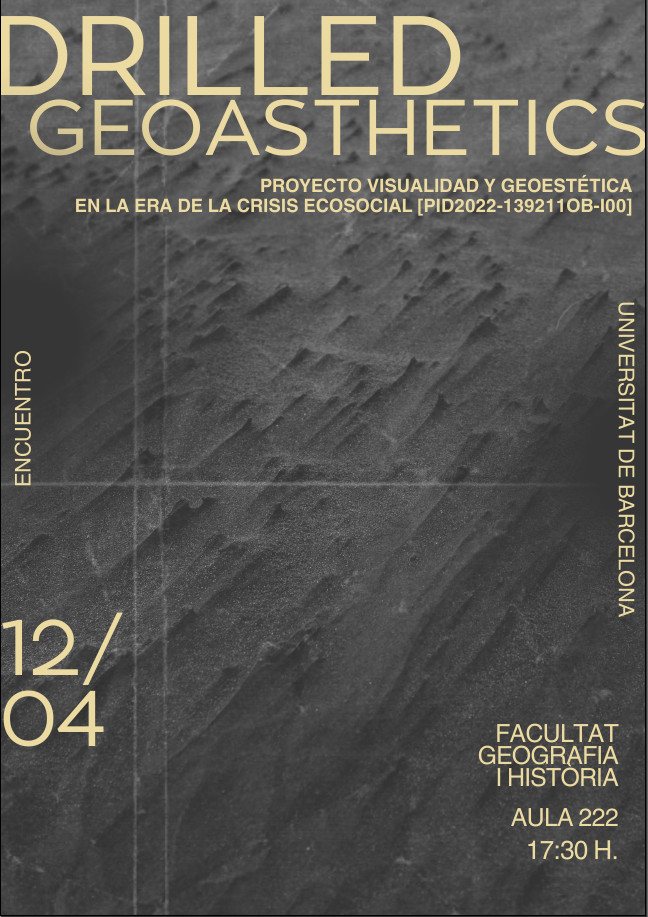 DRILLED
GEOASTHETICS
PROYECTO VISUALIDAD Y GEOESTÉTICA
EN LA ERA DE LA CRISIS ECOSOCIAL [PID2022-139211OB-I00]
ENCUENTRO
UNIVERSITAT DE BARCELONA
12/
04
FACULTAT
GEOGRAFIA
I HISTÒRIA
AULA 222
17:30 H.